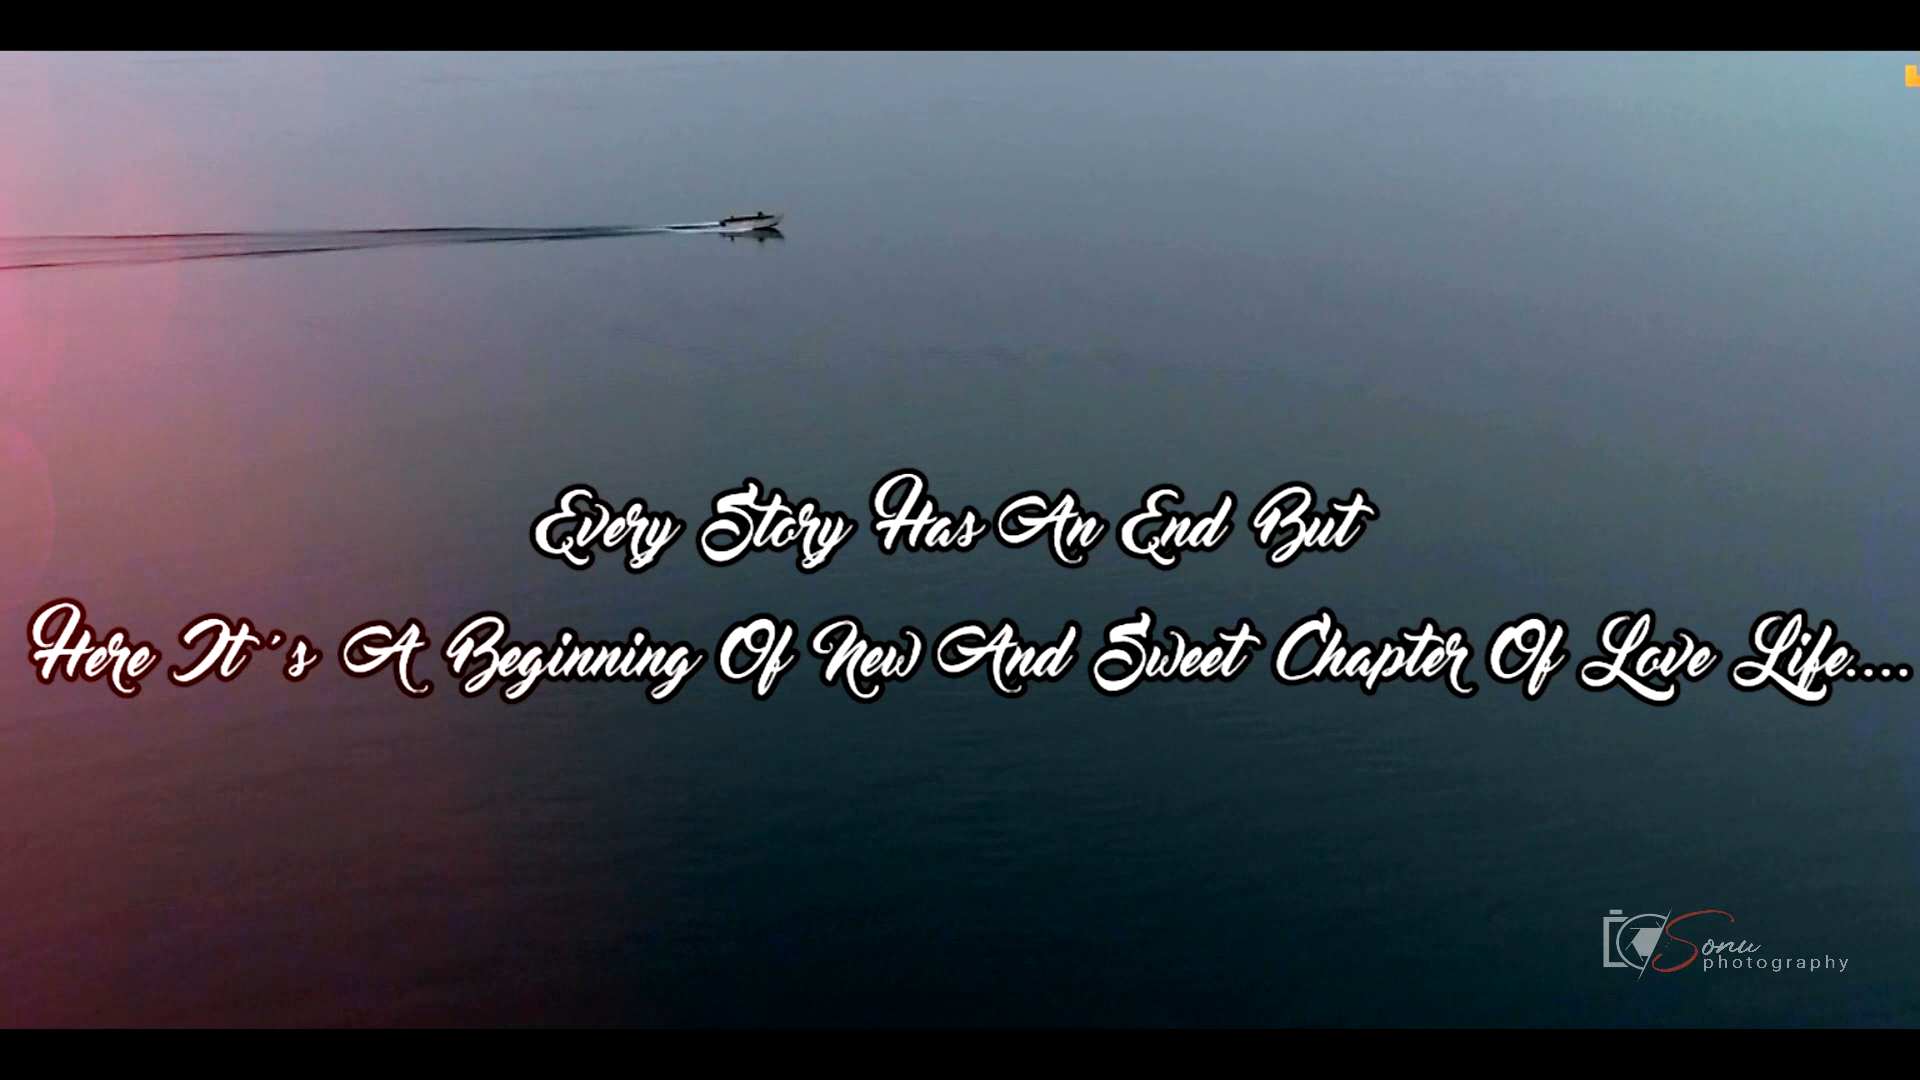 Every Story Has An End But
Here It's A Beginning Of New And Sweet Chapter Of Love Life....
Sonu
photography